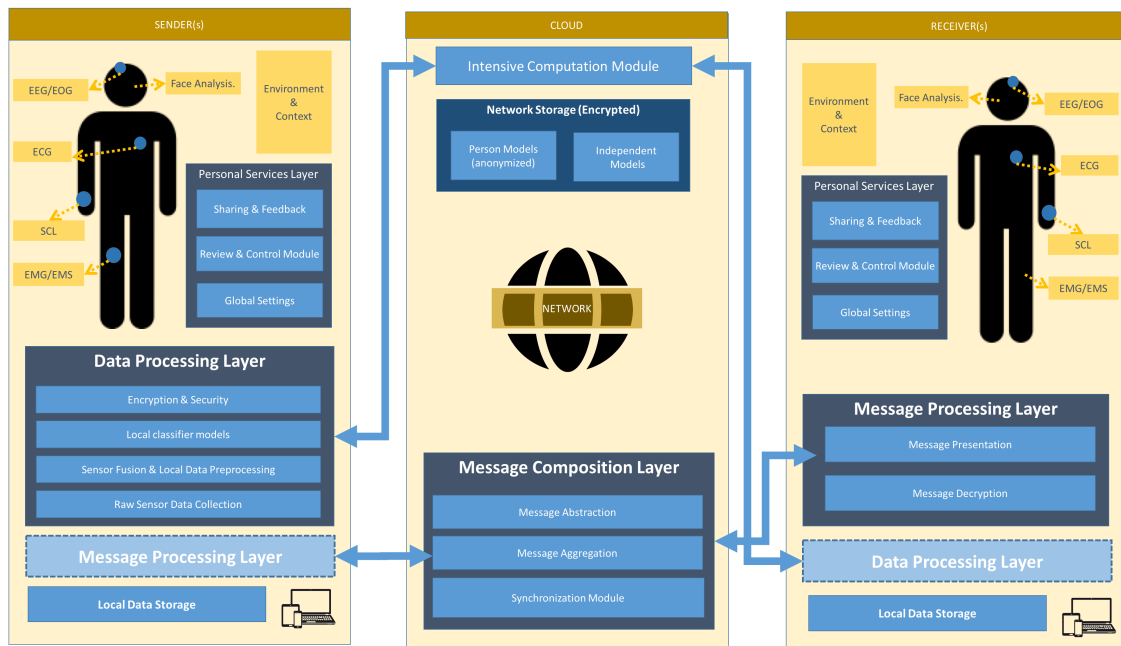 SENDER(s)
EEG/EOG
Face Analysis.
Environment
&
Context
ECG
SCL
EMG/EMS
Personal Services Layer
Sharing & Feedback
Review & Control Module
Global Settings
Data Processing Layer
Encryption & Security
Local classifier models
Sensor Fusion & Local Data Preprocessing
Raw Sensor Data Collection
Message Processing Layer
Local Data Storage
CLOUD
Intensive Computation Module
Network Storage (Encrypted)
Person Models
(anonymized)
Independent
Models
NETWORK
Message Composition Layer
Message Abstraction
Message Aggregation
Synchronization Module
RECEIVER(s)
Environment
&
Context
Face Analysis.
EEG/EOG
ECG
SCL
EMG/EMS
Personal Services Layer
Sharing & Feedback
Review & Control Module
Global Settings
Message Processing Layer
Message Presentation
Message Decryption
Data Processing Layer
Local Data Storage